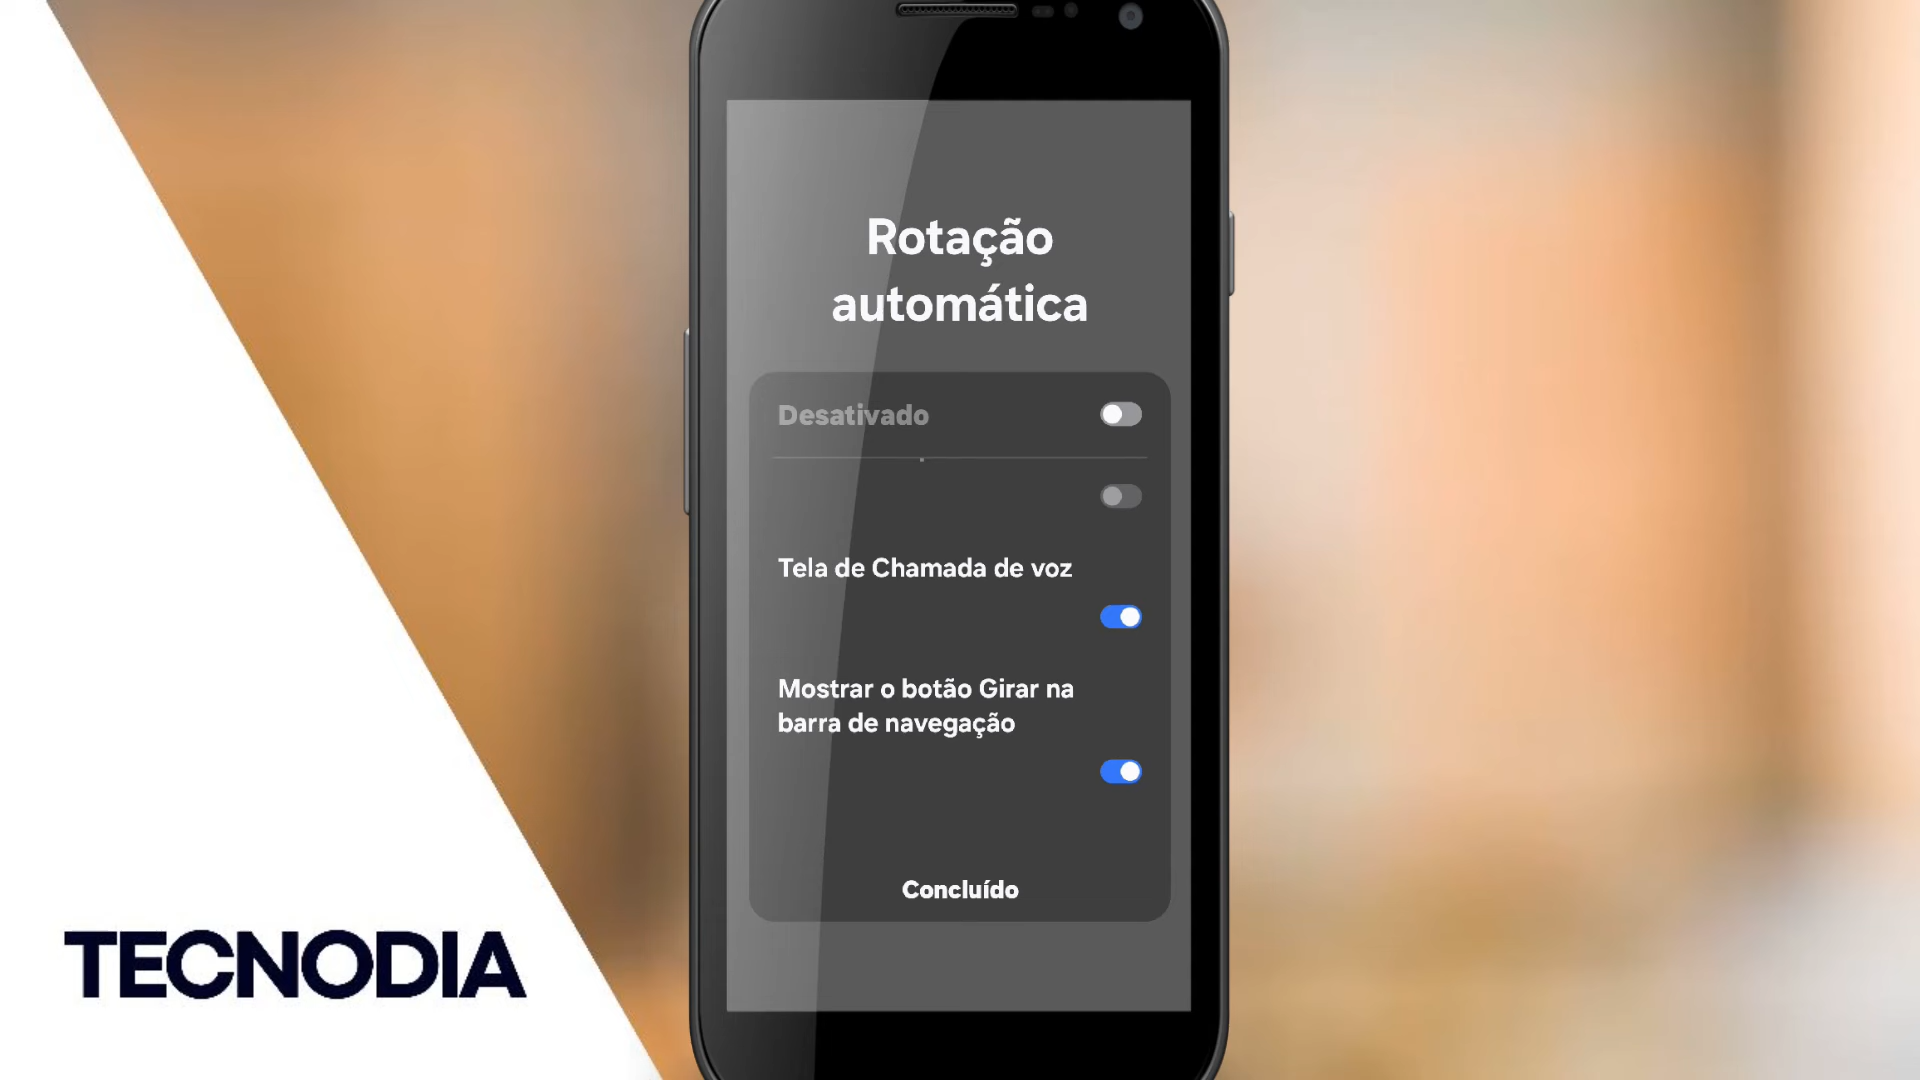 Rotação
automática
Desativado
Tela de Chamada de voz
Mostrar o botão Girar na
barra de navegação
Concluído
TECNODIA